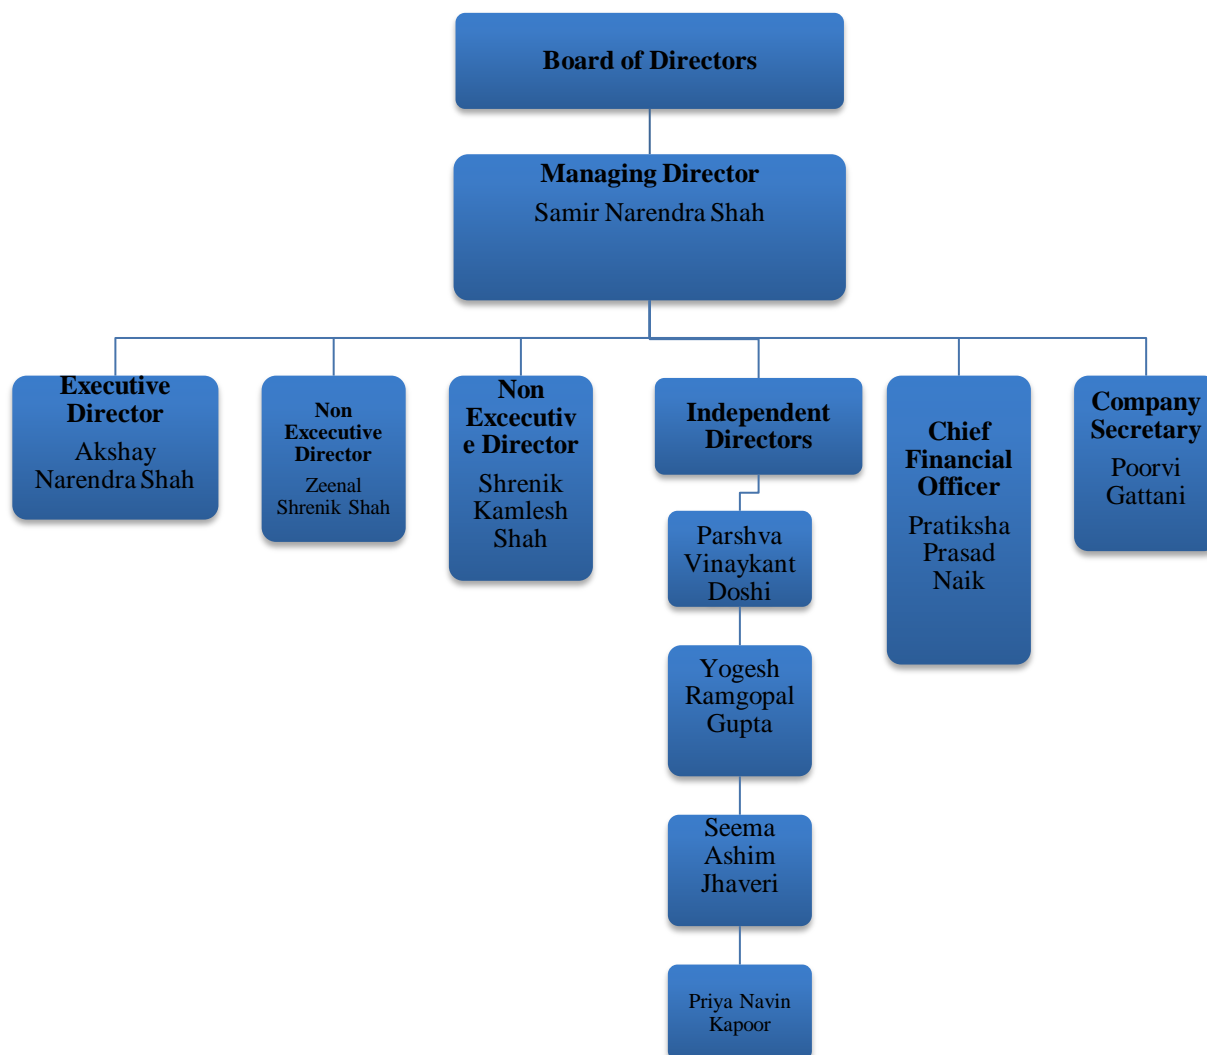 Board of Directors
Managing Director
Samir Narendra Shah
Executive
Director
Akshay
Narendra Shah
Non
Excecutive
Director
Zeenal
Shrenik Shah
Non
Excecutiv
e Director
Shrenik
Kamlesh
Shah
Independent
Directors
Parshva
Vinaykant
Doshi
Yogesh
Ramgopal
Gupta
Seema
Ashim
Jhaveri
Priya Navin
Kapoor
Chief
Financial
Officer
Pratiksha
Prasad
Naik
Company
Secretary
Poorvi
Gattani